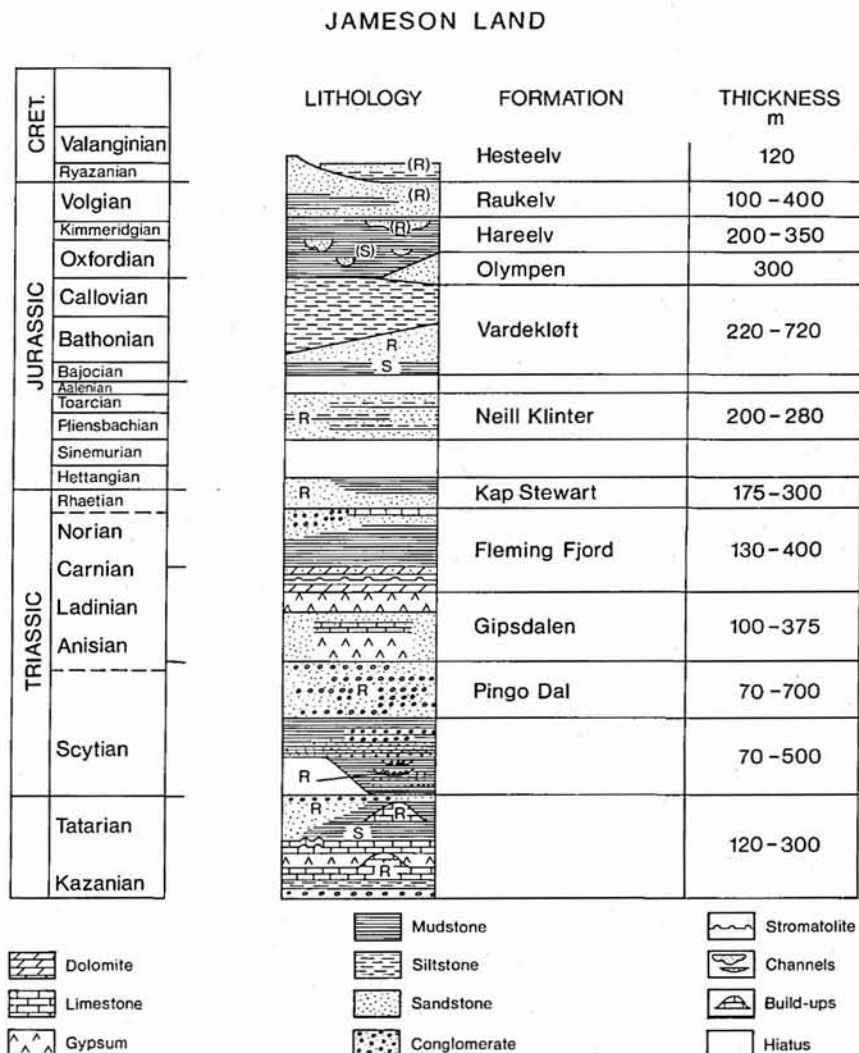 JAMESON LAND
LITHOLOGY FORMATION THICKNESS
m
CRET.
Valanginian
Ryazanian
JURASSIC
Volgian
Kimmeridgian
Oxfordian
Callovian
Bathonian
Bajocian
Aalenian
Toarcian
Pliensbachian
Sinemurian
Hettangian
TRIASSIC
Rhaetian
Norian
Carnian
Ladinian
Anisian
Scytian
Tatarian
Kazanian
(R)
(R)
(R)
(S)
R
S
R
R
R
R
R R
S
R
Hesteelv 120
Raukelv 100–400
Hareelv 200–350
Olympen 300
Vardekløft 220–720
Neill Klinter 200–280
Kap Stewart 175–300
Fleming Fjord 130–400
Gipsdalen 100–375
Pingo Dal 70–700
70–500
120–300
Dolomite
Limestone
Gypsum
Mudstone
Siltstone
Sandstone
Conglomerate
Stromatolite
Channels
Build-ups
Hiatus